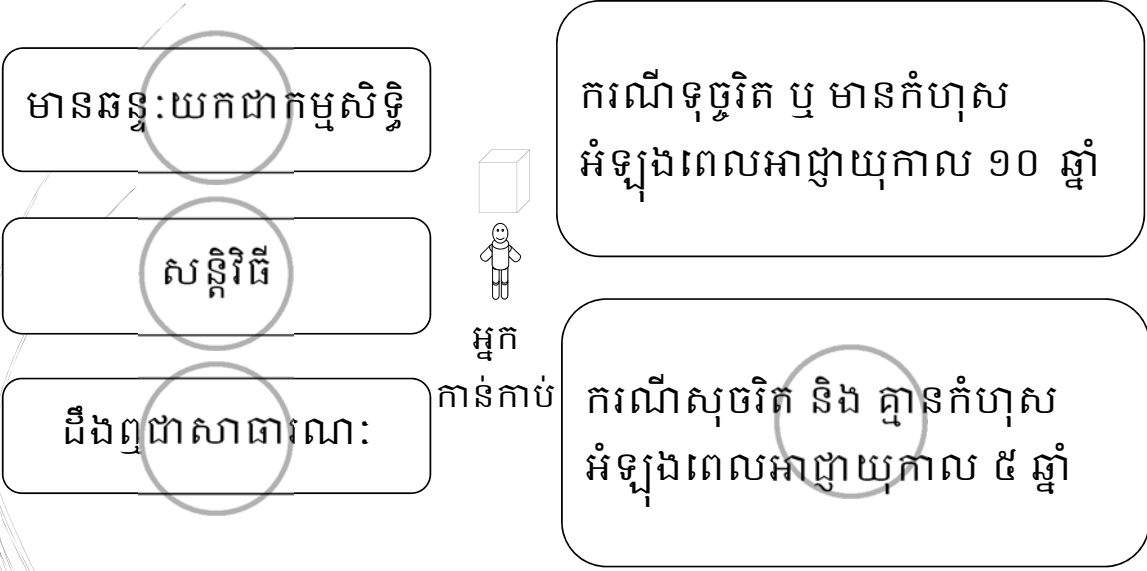 មានឆន្ទៈយកជាកម្មសិទ្ធិ
សន្តិវិធី
ដឹងឮជាសាធារណៈ
អ្នក
កាន់កាប់
ករណីទុច្ចរិត ឬ មានកំហុស
អំឡុងពេលអាជ្ញាយុកាល ១០ ឆ្នាំ
ករណីសុចរិត និង គ្មានកំហុស
អំឡុងពេលអាជ្ញាយុកាល ៥ ឆ្នាំ